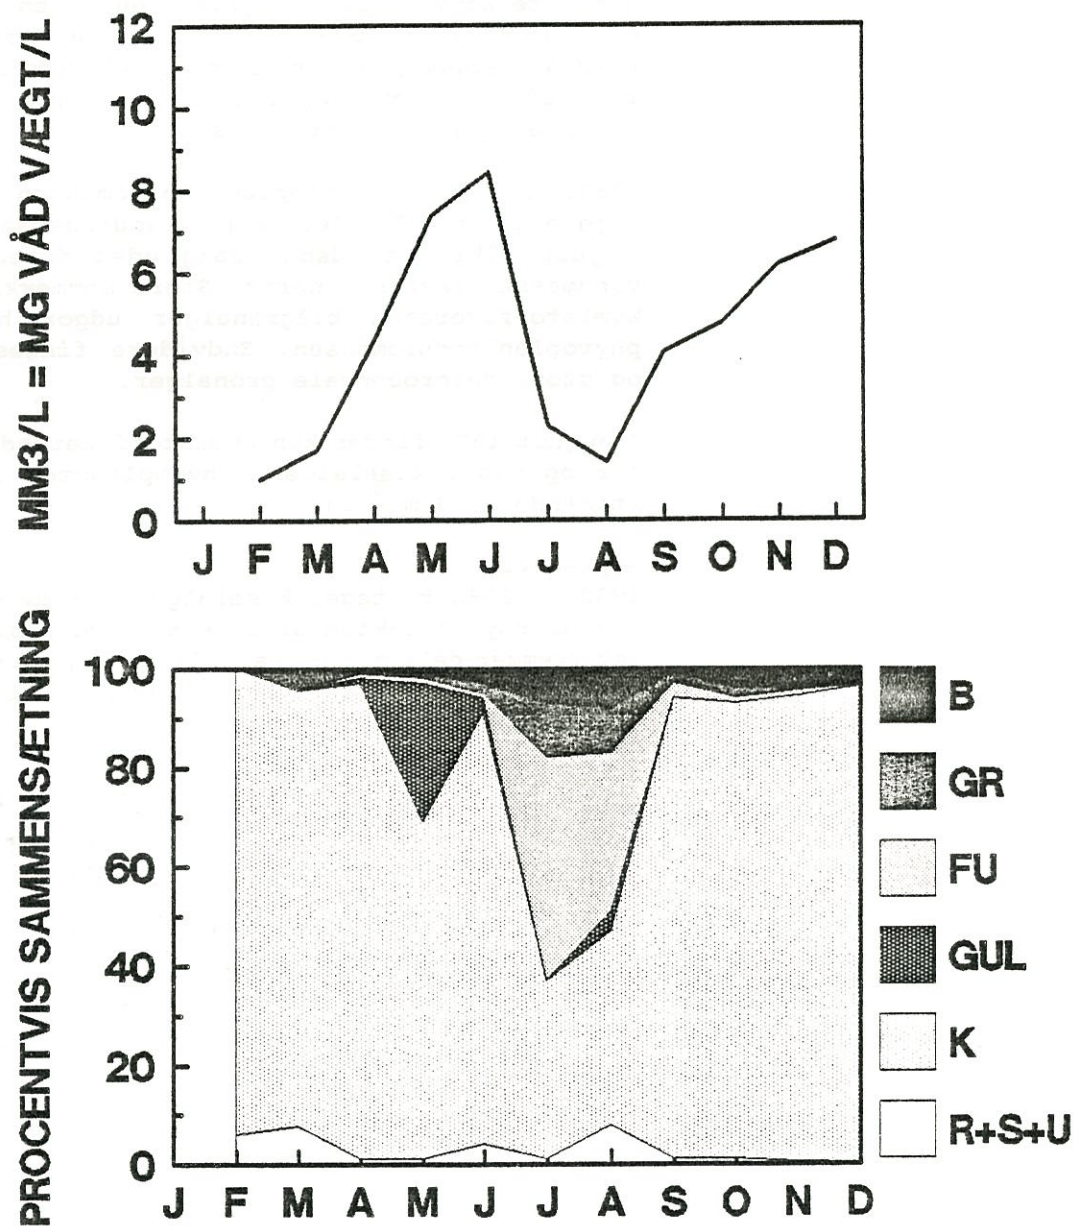 MM3/L = MG VÅD VÆGT/L
12
10
8
6
4
2
0
J F M A M J J A S O N D
PROCENTVIS SAMMENSÆTNING
100
80
60
40
20
0
J F M A M J J A S O N D
B
GR
FU
GUL
K
R+S+U